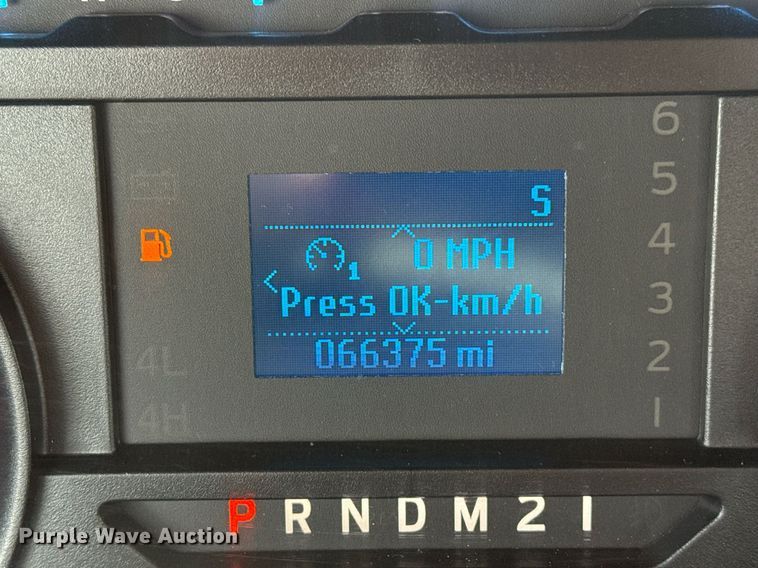 6
S
5
0 MPH
4
1
Press OK-km/h
3
066375 mi
4L
2
4H
1
P R N D M 2 1
Purple Wave Auction